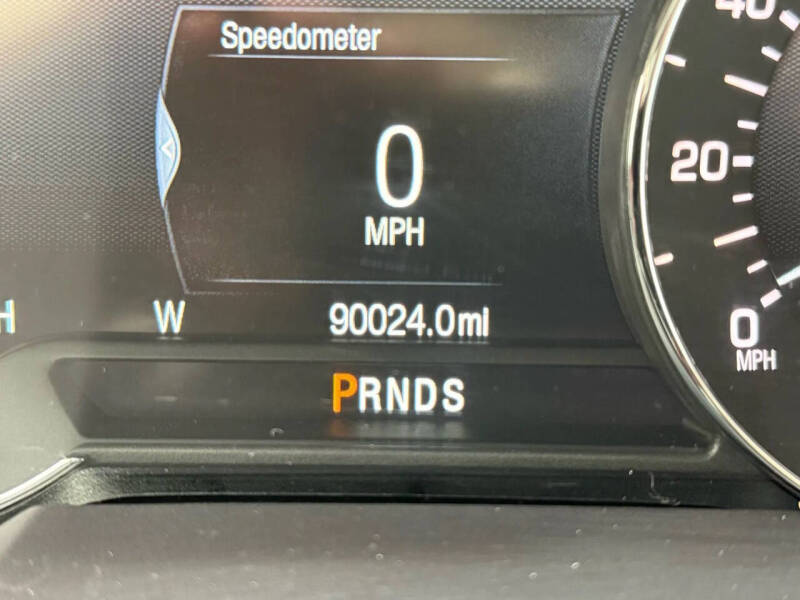 Speedometer
0
MPH
40
20
0
MPH
H
W
90024.0mi
PRNDS